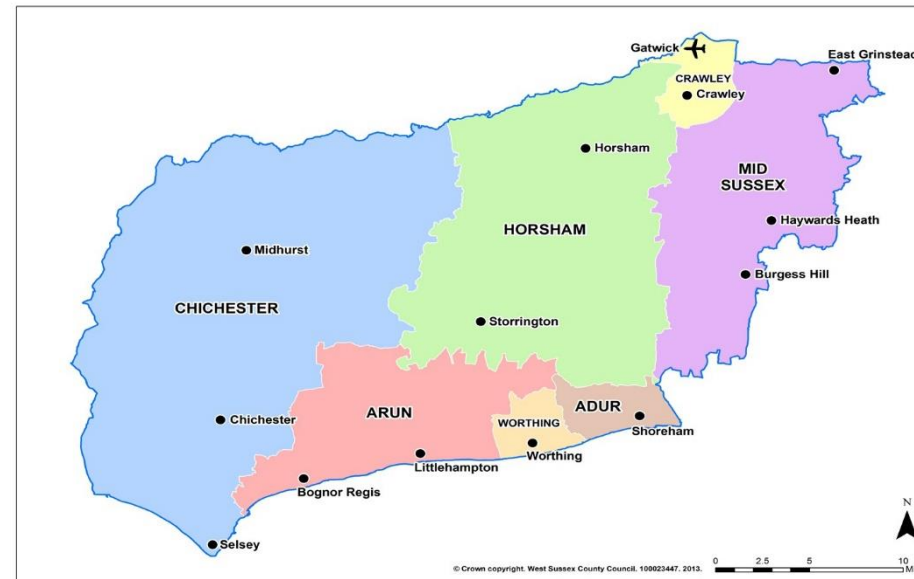 Gatwick
East Grinstead
CRAWLEY
Crawley
Horsham
MID
SUSSEX
Haywards Heath
HORSHAM
Midhurst
Burgess Hill
CHICHESTER
Storrington
ARUN
ADUR
Chichester
WORTHING
Shoreham
Worthing
Littlehampton
Bognor Regis
Selsey
N
© Crown copyright. West Sussex County Council. 100023447. 2013.
0 2.5 5 10